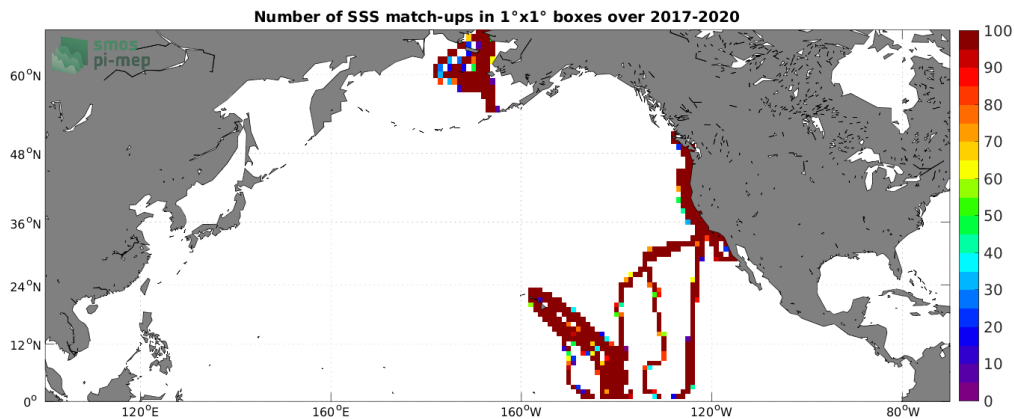 Number of SSS match-ups in 1°x1° boxes over 2017-2020
smos
pi-mep
60°N
48°N
36°N
24°N
12°N
0°
120°E
160°E
160°W
120°W
80°W
100
90
80
70
60
50
40
30
20
10
0